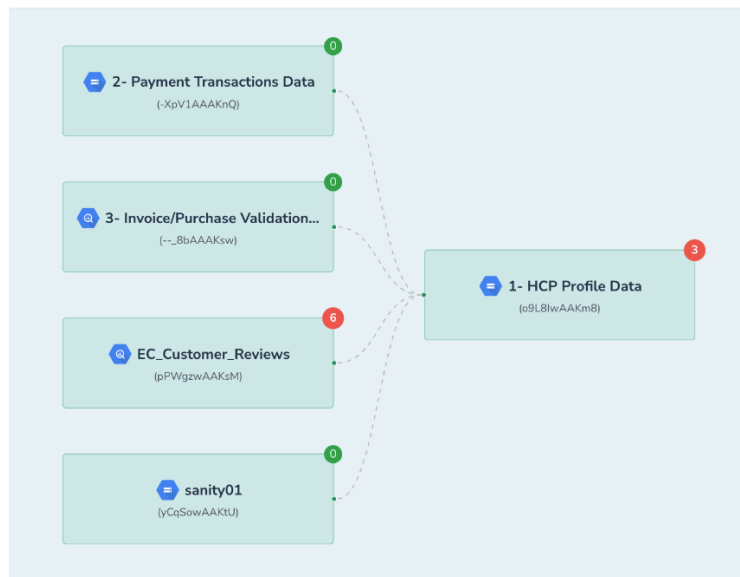 0
2- Payment Transactions Data
(-XpV1AAAKnQ)
0
3- Invoice/Purchase Validation...
(--_8bAAAKsw)
6
EC_Customer_Reviews
(pPWgzwAAKsM)
0
sanity01
(yCqSowAAKtU)
3
1- HCP Profile Data
(o9L8IwAAKm8)